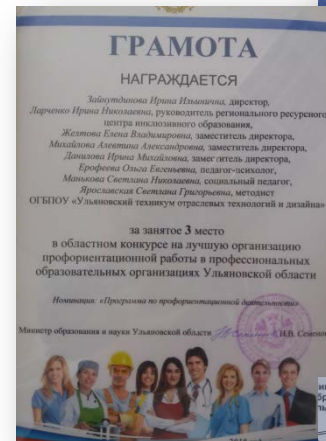 ГРАМОТА
НАГРАЖДАЕТСЯ
Зайнутдинова Ирина Ильинична, директор,
Ларченко Ирина Николаевна, руководитель регионального ресурсного
центра инклюзивного образования,
Желтова Елена Владимировна, заместитель директора,
Михайлова Алевтина Александровна, заместитель директора,
Данилова Ирина Михайловна, заместитель директора,
Ерофеева Ольга Евгеньевна, педагог-психолог,
Манькова Светлана Николаевна, социальный педагог,
Ярославская Светлана Григорьевна, методист
ОГБПОУ «Ульяновский техникум отраслевых технологий и дизайна»
за занятое 3 место
в областном конкурсе на лучшую организацию
профориентационной работы в профессиональных
образовательных организациях Ульяновской области
Номинация: «Программа по профориентационной деятельности»
Министр образования и науки Ульяновской области Н.В. Семенова